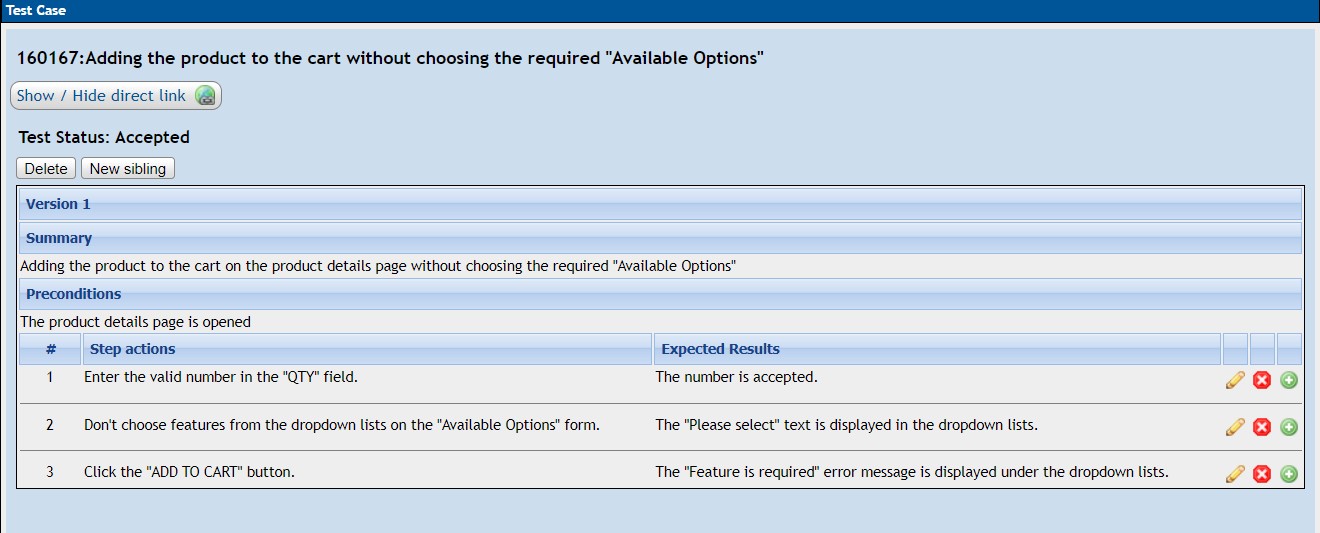 Test Case
160167:Adding the product to the cart without choosing the required "Available Options"
Show / Hide direct link
Test Status: Accepted
Delete New sibling
Version 1
Summary
Adding the product to the cart on the product details page without choosing the required "Available Options"
Preconditions
The product details page is opened
# Step actions Expected Results
1 Enter the valid number in the "QTY" field. The number is accepted.
2 Don't choose features from the dropdown lists on the "Available Options" form. The "Please select" text is displayed in the dropdown lists.
3 Click the "ADD TO CART" button. The "Feature is required" error message is displayed under the dropdown lists.